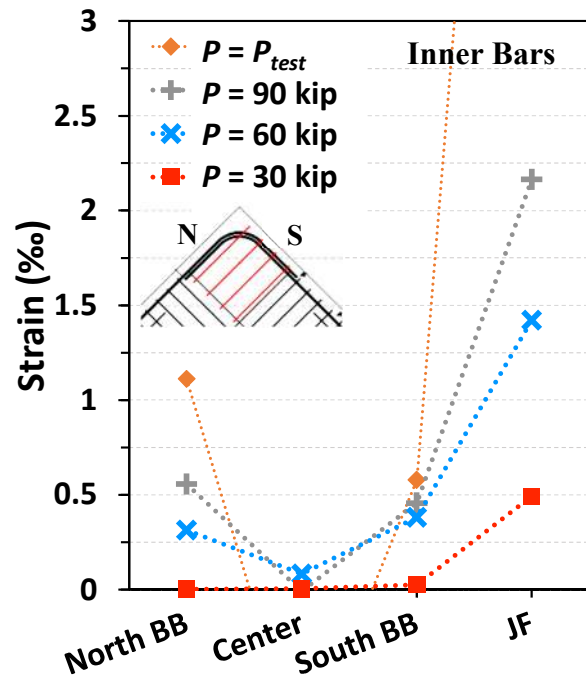 3
2.5
2
1.5
1
0.5
0
Strain (‰)
Inner Bars
P = Ptest
P = 90 kip
P = 60 kip
P = 30 kip
N S
North BB Center South BB JF